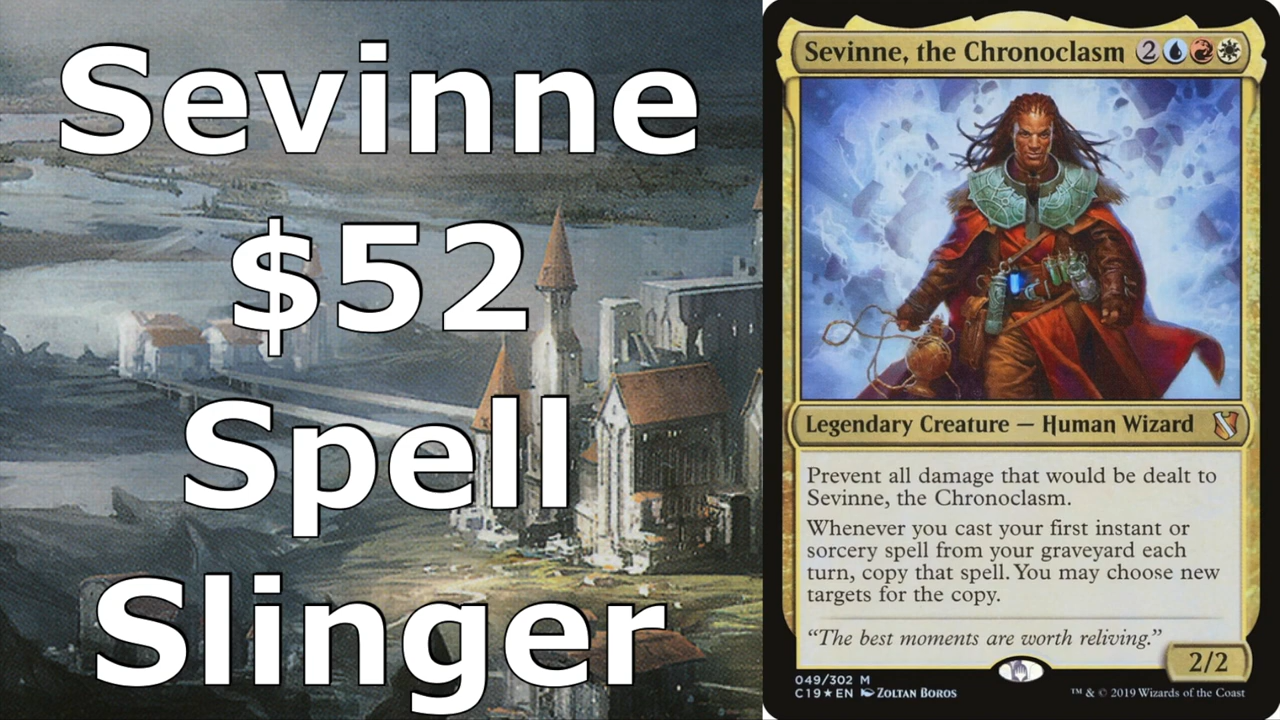 Sevinne
$52
Spell
Slinger
Sevinne, the Chronoclasm 2
Legendary Creature — Human Wizard
Prevent all damage that would be dealt to
Sevinne, the Chronoclasm.
Whenever you cast your first instant or
sorcery spell from your graveyard each
turn, copy that spell. You may choose new
targets for the copy.
“The best moments are worth reliving.”
2/2
049/302 M
C19★EN Zoltan Boros
™ & © 2019 Wizards of the Coast